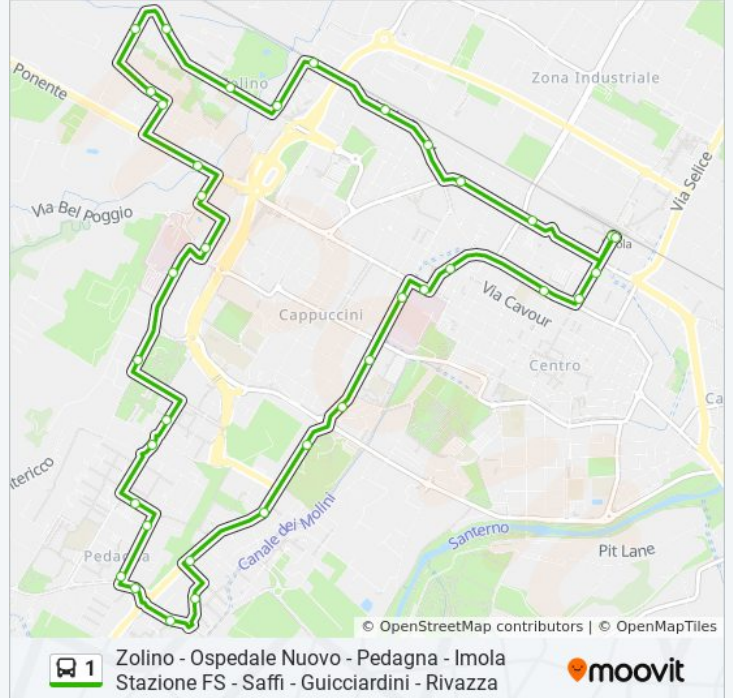 Ponente
Zolino
Zona Industriale
Via Selice
Via Bel Poggio
Via Cavour
Cappuccini
Centro
Canale dei Molini
Santerno
Pit Lane
© OpenStreetMap contributors | © OpenMapTiles
1
Zolino - Ospedale Nuovo - Pedagna - Imola
Stazione FS - Saffi - Guicciardini - Rivazza
moovit